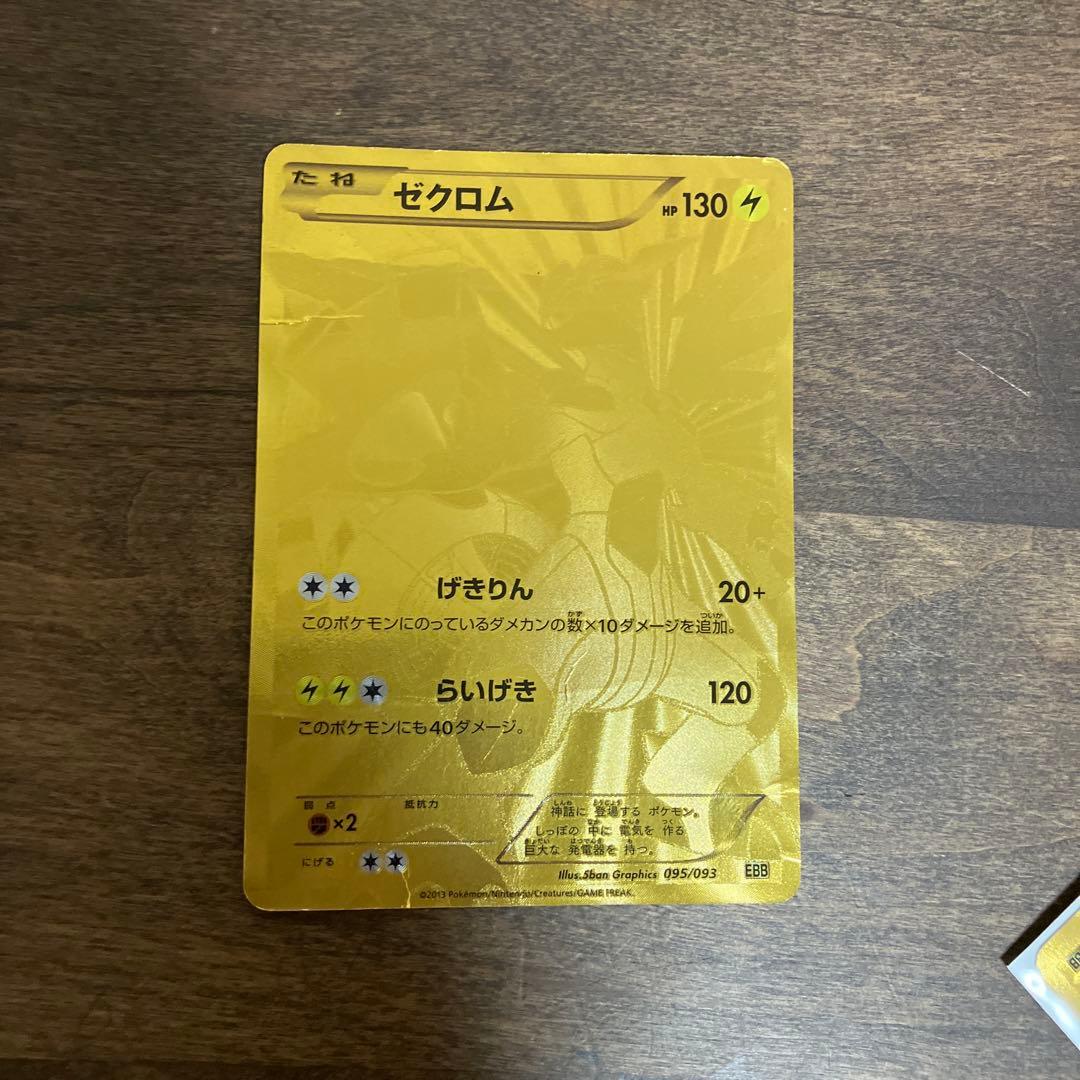 たね ゼクロム HP 130
げきりん 20+
このポケモンにのっているダメカンの数×10ダメージを追加。
らいげき 120
このポケモンにも40ダメージ。
弱点 抵抗力
×2
にげる
神話に 登場する ポケモン。
しっぽの 中に 電気を 作る
巨大な 発電器を 持つ。
Illus.5ban Graphics 095/093 EBB
©2013 Pokémon/Nintendo/Creatures/GAME FREAK.